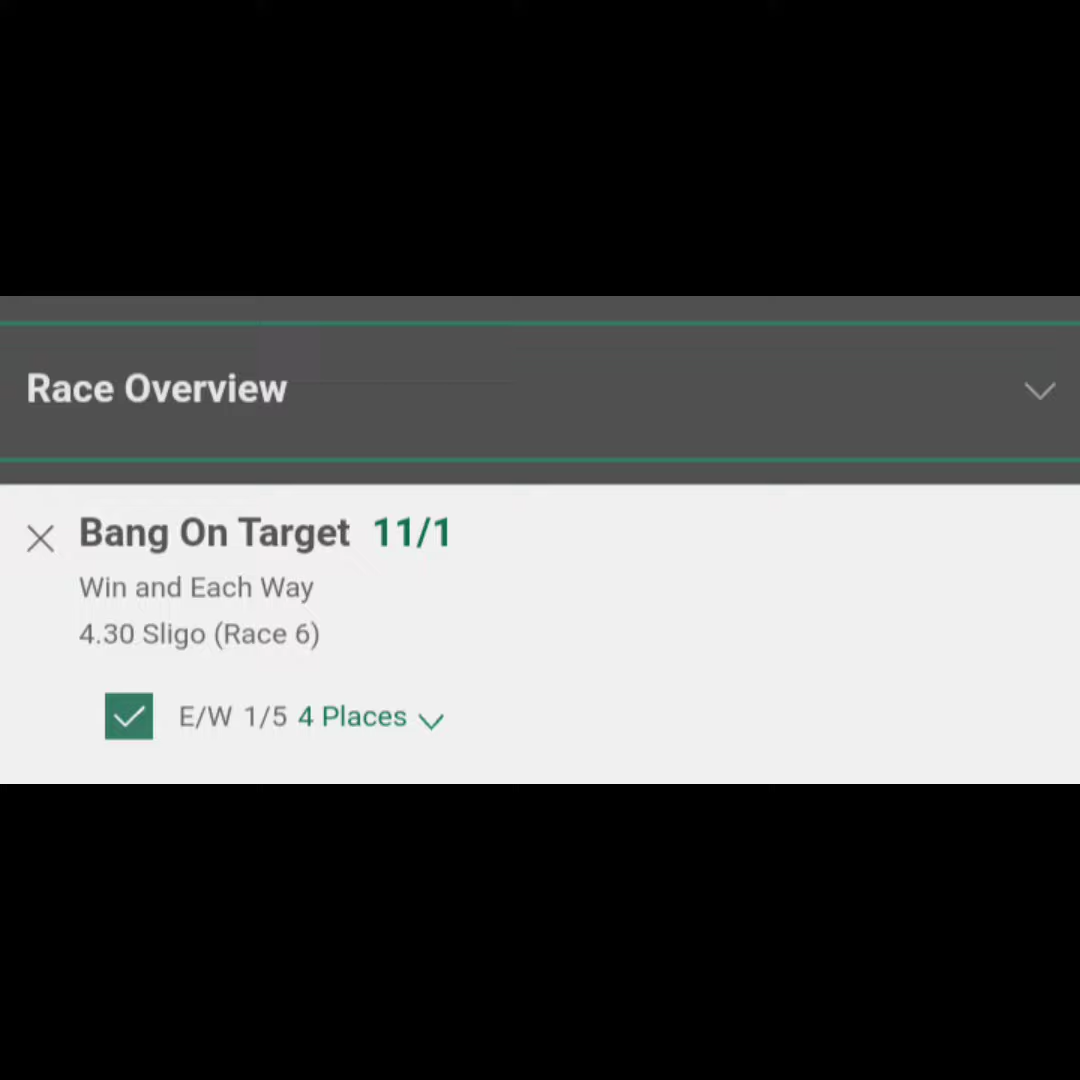 Race Overview
Bang On Target 11/1
Win and Each Way
4.30 Sligo (Race 6)
E/W 1/5 4 Places